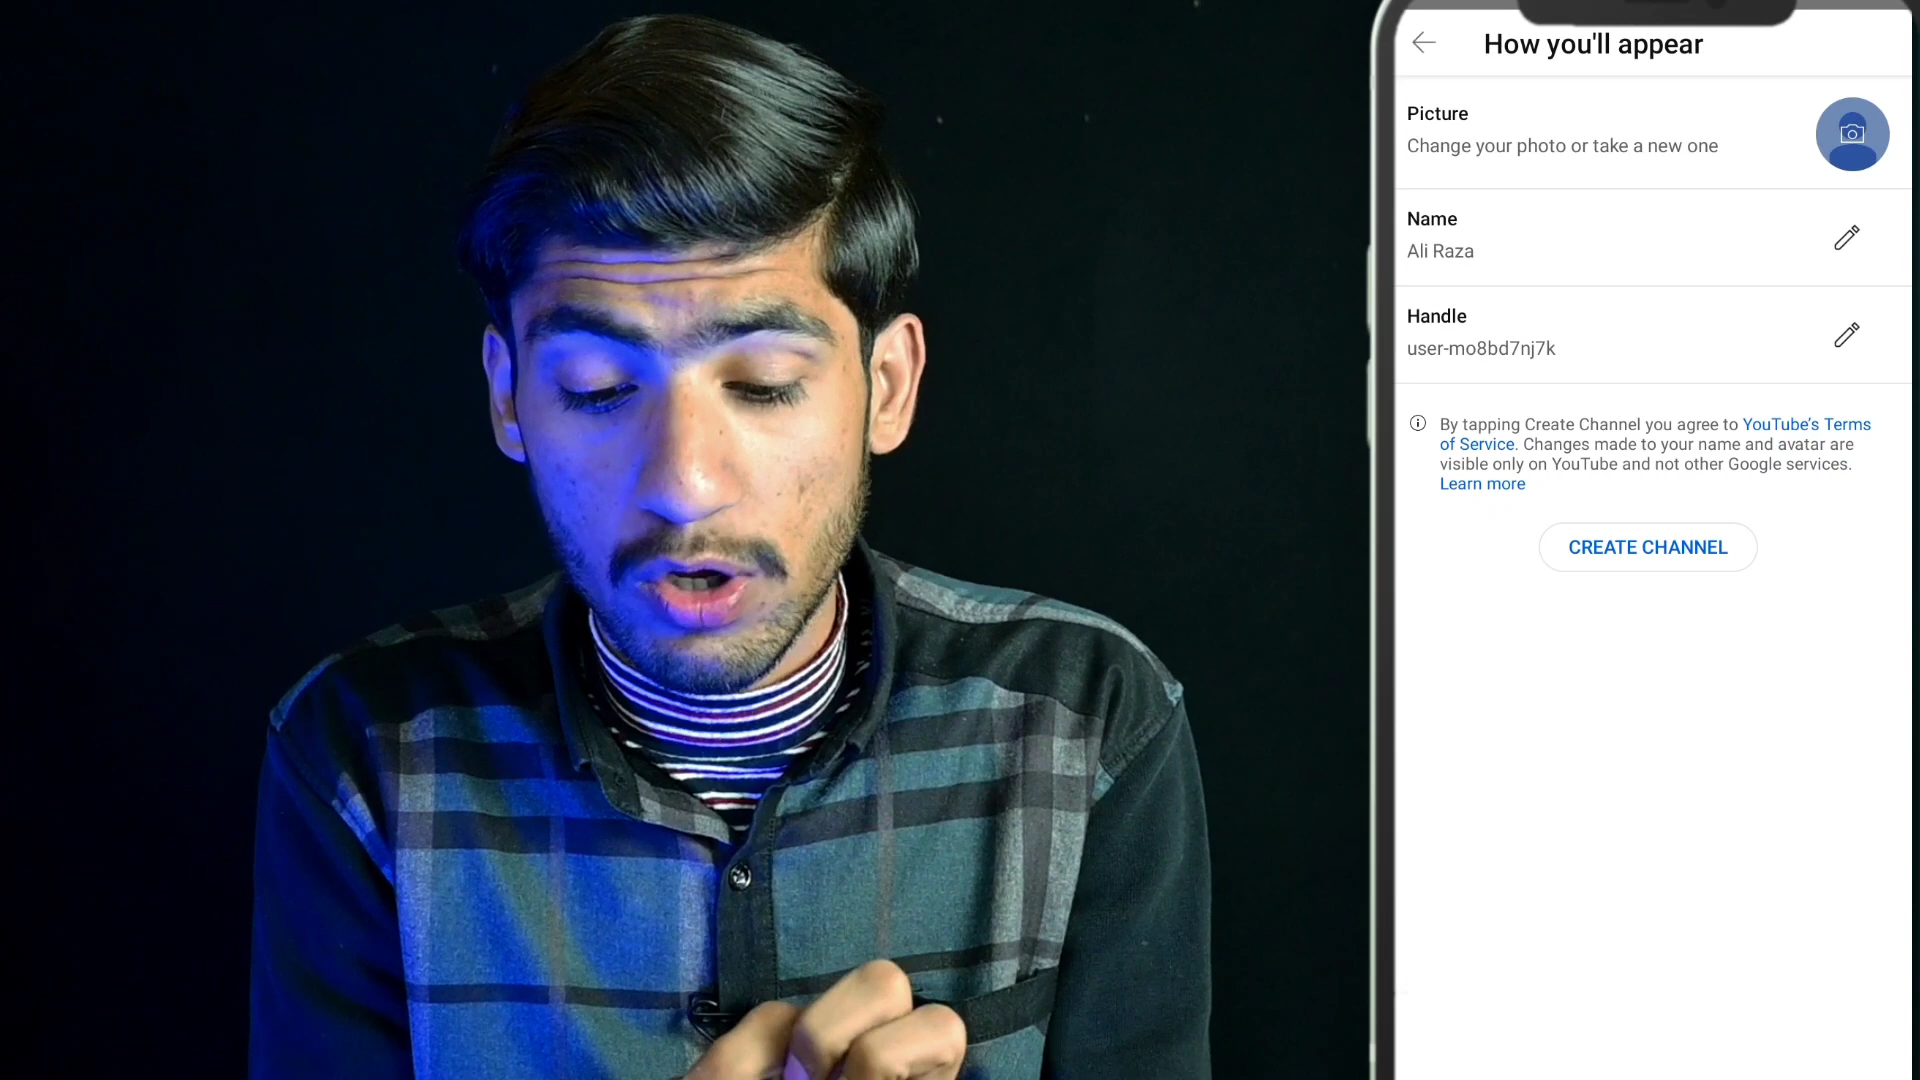 How you'll appear
Picture
Change your photo or take a new one
Name
Ali Raza
Handle
user-mo8bd7nj7k
By tapping Create Channel you agree to YouTube's Terms
of Service. Changes made to your name and avatar are
visible only on YouTube and not other Google services.
Learn more
CREATE CHANNEL